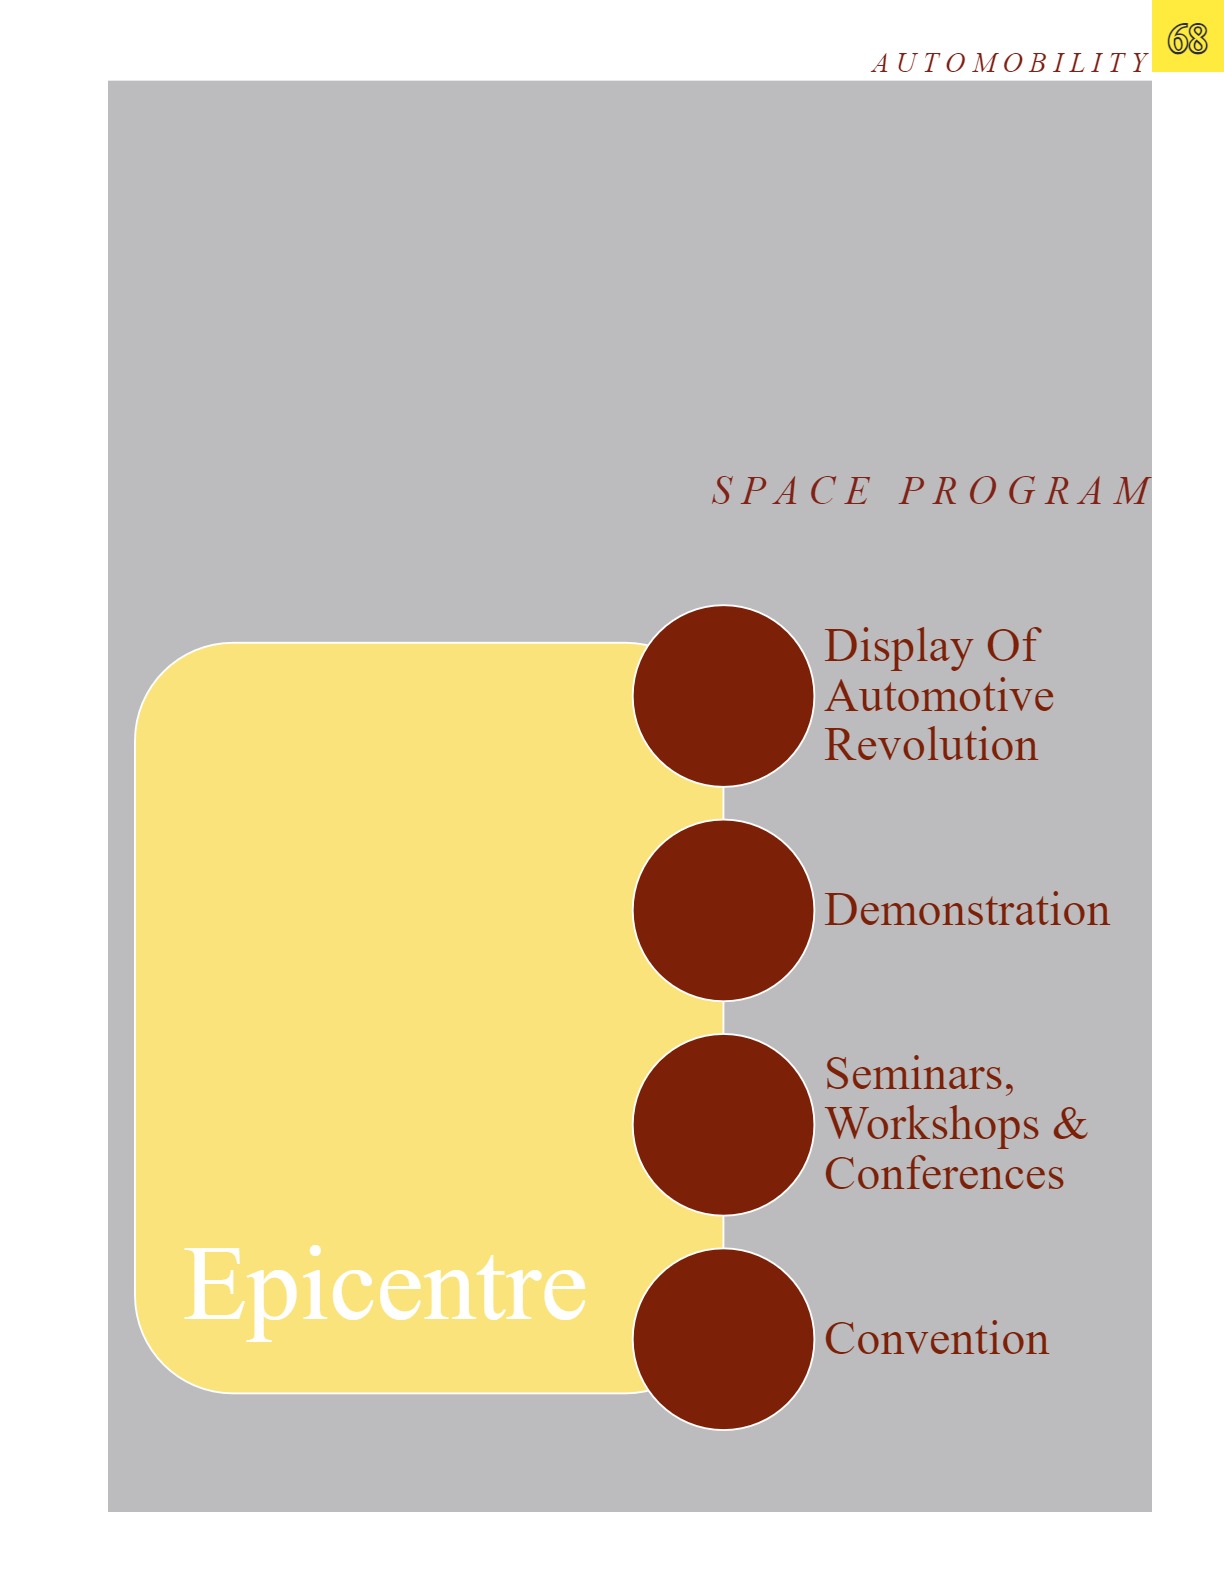 68
AUTOMOBILITY
SPACE PROGRAM
Display Of
Automotive
Revolution
Demonstration
Seminars,
Workshops &
Conferences
Epicentre
Convention